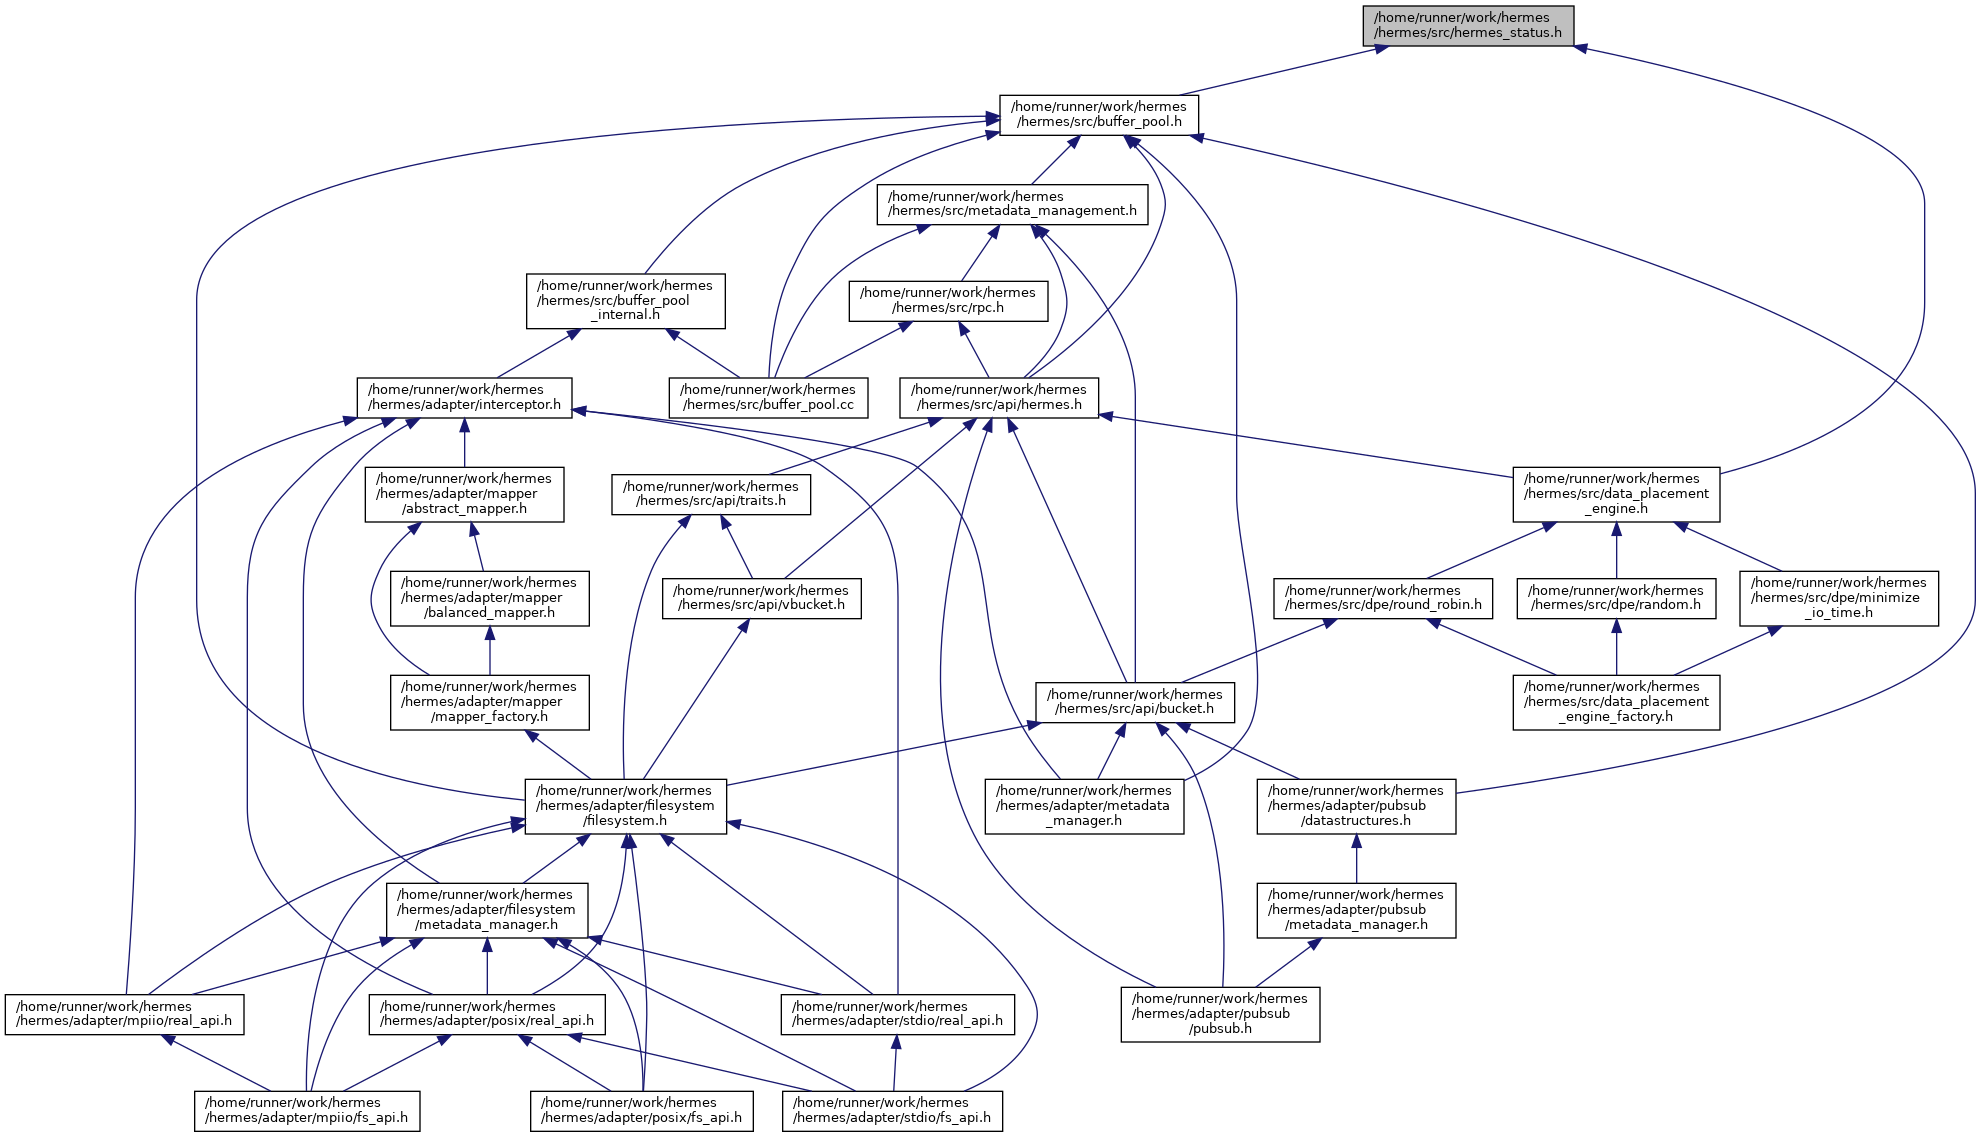 /home/runner/work/hermes
/hermes/src/hermes_status.h
/home/runner/work/hermes
/hermes/src/buffer_pool.h
/home/runner/work/hermes
/hermes/src/metadata_management.h
/home/runner/work/hermes
/hermes/src/buffer_pool
_internal.h
/home/runner/work/hermes
/hermes/src/rpc.h
/home/runner/work/hermes
/hermes/adapter/interceptor.h
/home/runner/work/hermes
/hermes/src/buffer_pool.cc
/home/runner/work/hermes
/hermes/src/api/hermes.h
/home/runner/work/hermes
/hermes/adapter/mapper
/abstract_mapper.h
/home/runner/work/hermes
/hermes/src/api/traits.h
/home/runner/work/hermes
/hermes/src/data_placement
_engine.h
/home/runner/work/hermes
/hermes/adapter/mapper
/balanced_mapper.h
/home/runner/work/hermes
/hermes/src/api/vbucket.h
/home/runner/work/hermes
/hermes/src/dpe/round_robin.h
/home/runner/work/hermes
/hermes/src/dpe/random.h
/home/runner/work/hermes
/hermes/src/dpe/minimize
_io_time.h
/home/runner/work/hermes
/hermes/adapter/mapper
/mapper_factory.h
/home/runner/work/hermes
/hermes/src/api/bucket.h
/home/runner/work/hermes
/hermes/src/data_placement
_engine_factory.h
/home/runner/work/hermes
/hermes/adapter/filesystem
/filesystem.h
/home/runner/work/hermes
/hermes/adapter/metadata
_manager.h
/home/runner/work/hermes
/hermes/adapter/pubsub
/datastructures.h
/home/runner/work/hermes
/hermes/adapter/filesystem
/metadata_manager.h
/home/runner/work/hermes
/hermes/adapter/pubsub
/metadata_manager.h
/home/runner/work/hermes
/hermes/adapter/mpiio/real_api.h
/home/runner/work/hermes
/hermes/adapter/posix/real_api.h
/home/runner/work/hermes
/hermes/adapter/stdio/real_api.h
/home/runner/work/hermes
/hermes/adapter/pubsub
/pubsub.h
/home/runner/work/hermes
/hermes/adapter/mpiio/fs_api.h
/home/runner/work/hermes
/hermes/adapter/posix/fs_api.h
/home/runner/work/hermes
/hermes/adapter/stdio/fs_api.h